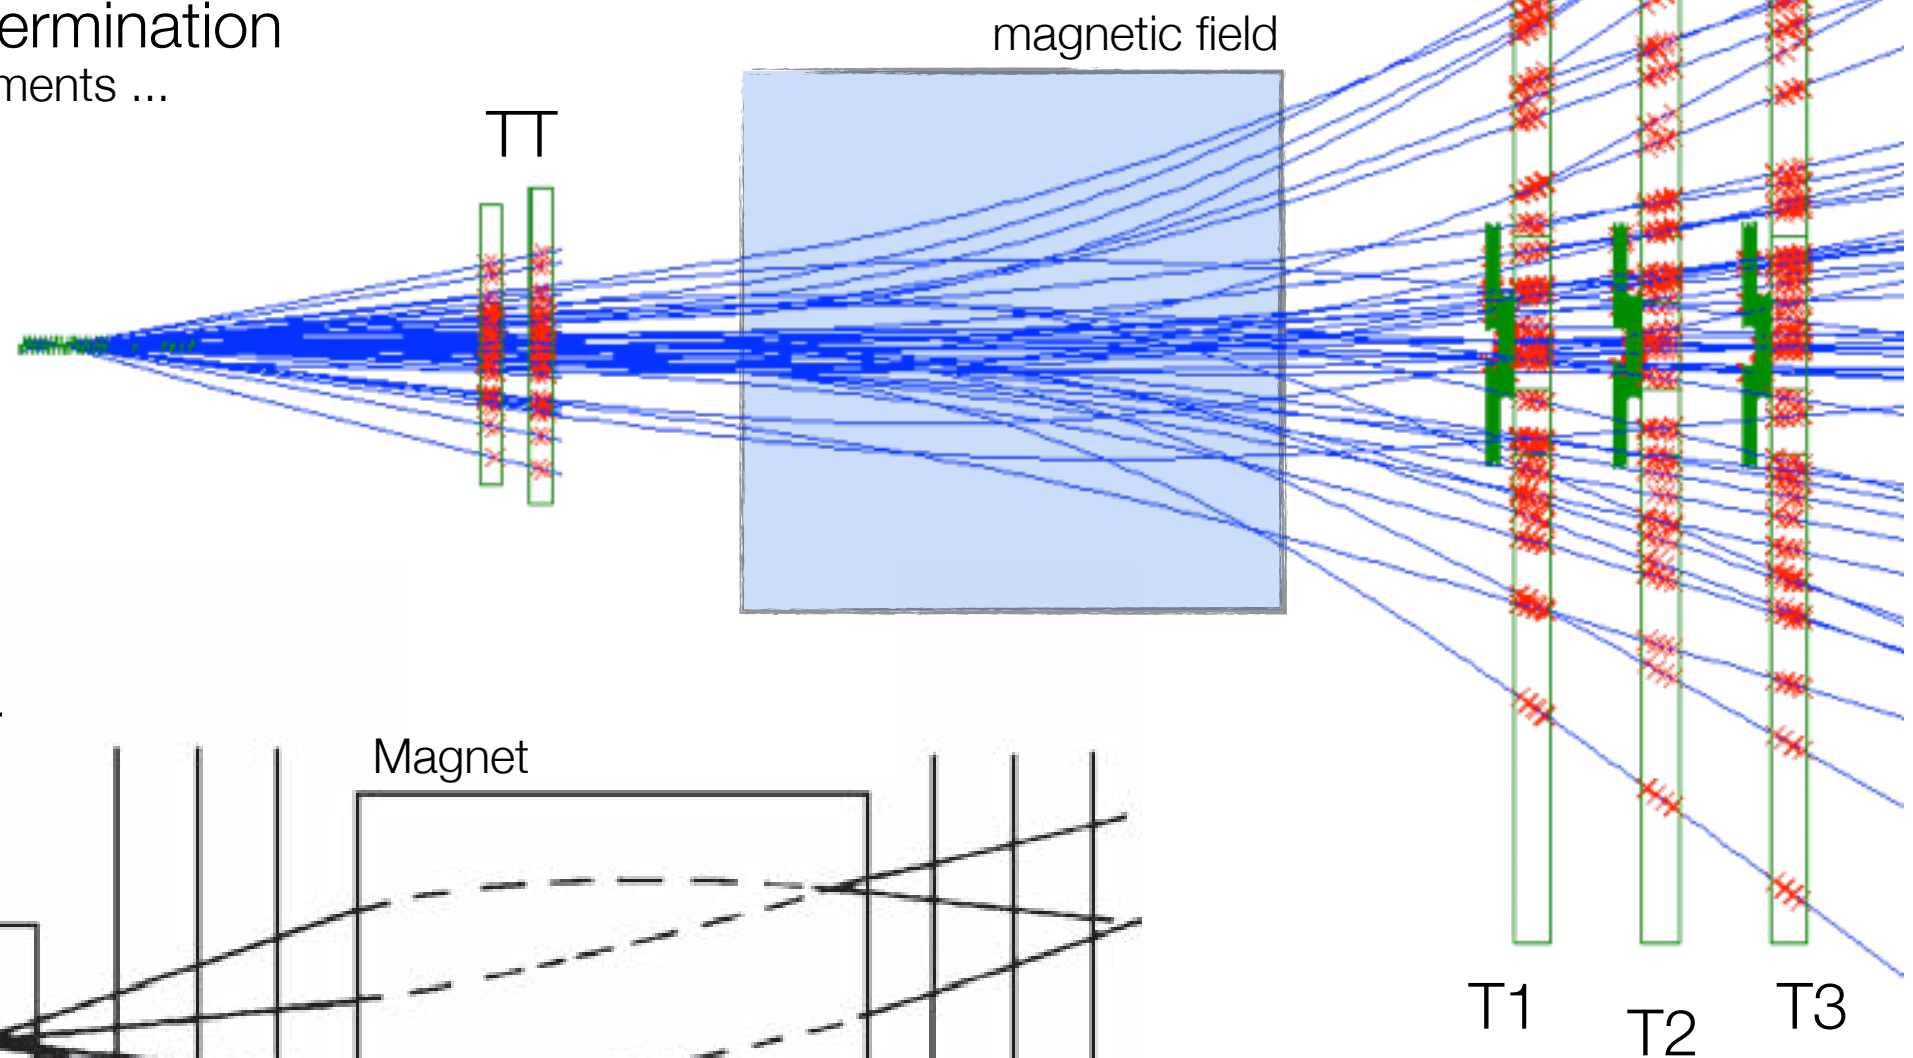 ermination
ments ...
magnetic field
TT
Magnet
T1
T2
T3